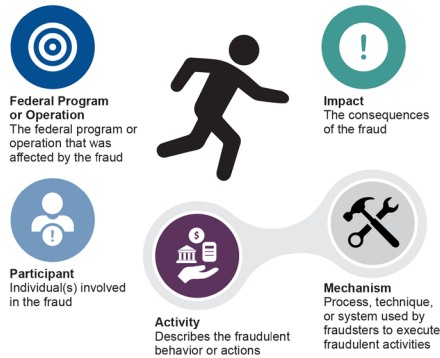 Federal Program
or Operation
The federal program or
operation that was
affected by the fraud
Impact
The consequences
of the fraud
Participant
Individual(s) involved
in the fraud
$
Activity
Describes the fraudulent
behavior or actions
Mechanism
Process, technique,
or system used by
fraudsters to execute
fraudulent activities